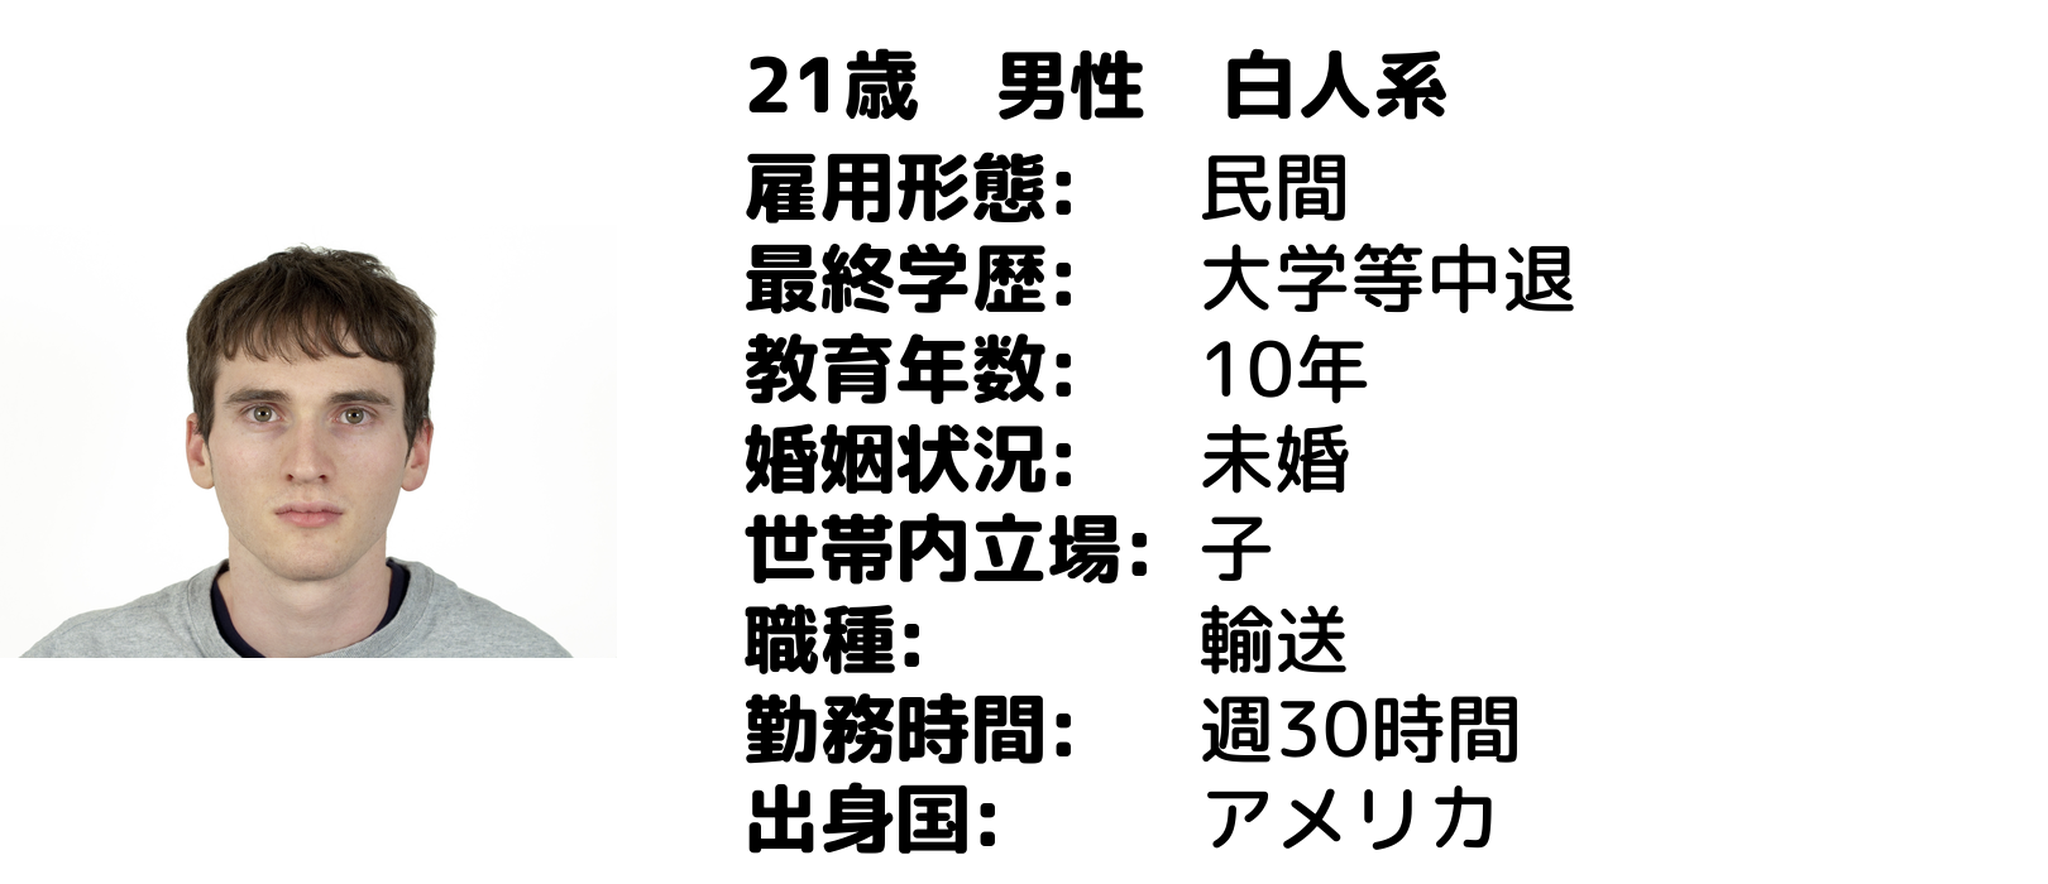 21歳　男性　白人系
雇用形態: 民間
最終学歴: 大学等中退
教育年数: 10年
婚姻状況: 未婚
世帯内立場: 子
職種: 輸送
勤務時間: 週30時間
出身国: アメリカ